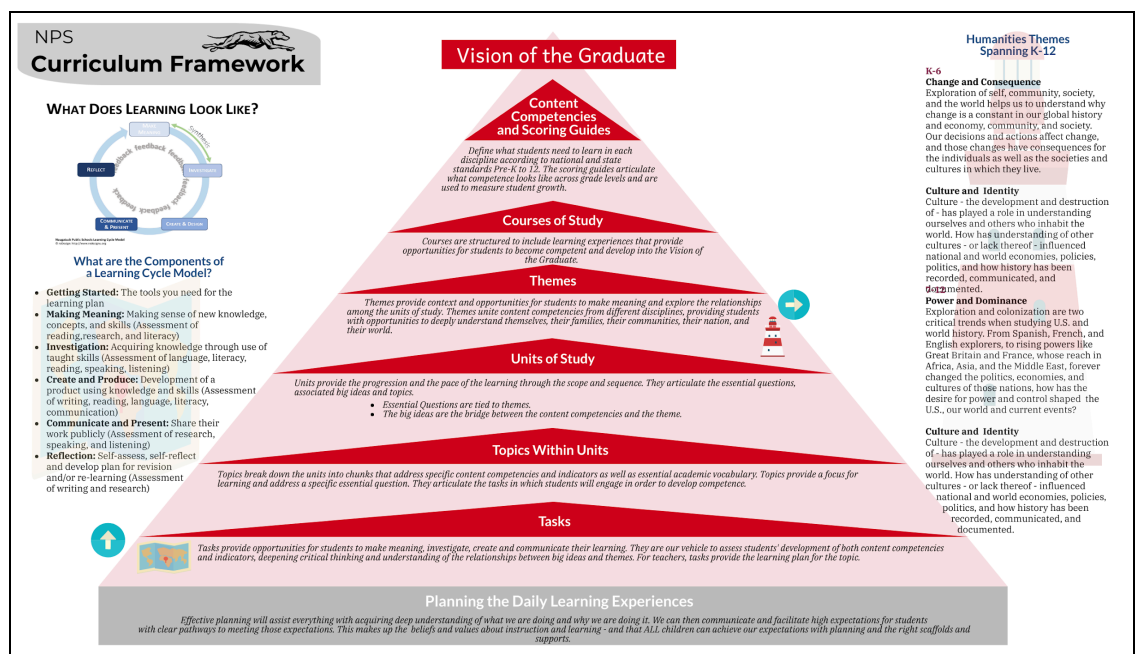 NPS
Curriculum Framework
WHAT DOES LEARNING LOOK LIKE?
Synthesis
feedback feedback feedback feedback
REFLECT
INVESTIGATE
COMMUNICATE
& PRESENT
CREATE & DESIGN
Naugatuck Public Schools Learning Cycle Model
What are the Components of
a Learning Cycle Model?
• Getting Started: The tools you need for the
learning plan
• Making Meaning: Making sense of new knowledge,
concepts, and skills (Assessment of
reading,research, and literacy)
• Investigation: Acquiring knowledge through use of
taught skills (Assessment of language, literacy,
reading, speaking, listening)
• Create and Produce: Development of a
product using knowledge and skills (Assessment
of writing, reading, language, literacy,
communication)
• Communicate and Present: Share their
work publicly (Assessment of research,
speaking, and listening)
• Reflection: Self-assess, self-reflect
and develop plan for revision
and/or re-learning (Assessment
of writing and research)
Vision of the Graduate
Content
Competencies
and Scoring Guides
Define what students need to learn in each
discipline according to national and state
standards Pre-K to 12. The scoring guides articulate
what competence looks like across grade levels and are
used to measure student growth.
Courses of Study
Courses are structured to include learning experiences that provide
opportunities for students to become competent and develop into the Vision of
the Graduate.
Themes
Themes provide context and opportunities for students to make meaning and explore the relationships
among the units of study. Themes unite content competencies from different disciplines, providing students
with opportunities to deeply understand themselves, their families, their communities, their nation, and
their world.
Units of Study
Units provide the progression and the pace of the learning through the scope and sequence. They articulate the essential questions,
associated big ideas and topics.
• Essential Questions are tied to themes.
• The big ideas are the bridge between the content competencies and the theme.
Topics Within Units
Topics break down the units into chunks that address specific content competencies and indicators as well as essential academic vocabulary. Topics provide a focus for
learning and address a specific essential question. They articulate the tasks in which students will engage in order to develop competence.
Tasks
Tasks provide opportunities for students to make meaning, investigate, create and communicate their learning. They are our vehicle to assess students' development of both content competencies
and indicators, deepening critical thinking and understanding of the relationships between big ideas and themes. For teachers, tasks provide the learning plan for the topic.
Planning the Daily Learning Experiences
Effective planning will assist everything with acquiring deep understanding of what we are doing and why we are doing it. We can then communicate and facilitate high expectations for students
with clear pathways to meeting those expectations. This makes up the beliefs and values about instruction and learning - and that ALL children can achieve our expectations with planning and the right scaffolds and
supports.
Humanities Themes
Spanning K-12
K-6
Change and Consequence
Exploration of self, community, society,
and the world helps us to understand why
change is a constant in our global history
and economy, community, and society.
Our decisions and actions affect change,
and those changes have consequences for
the individuals as well as the societies and
cultures in which they live.
Culture and Identity
Culture - the development and destruction
of - has played a role in understanding
ourselves and others who inhabit the
world. How has understanding of other
cultures - or lack thereof - influenced
national and world economies, policies,
politics, and how history has been
recorded, communicated, and
documented.
7-12
Power and Dominance
Exploration and colonization are two
critical trends when studying U.S. and
world history. From Spanish, French, and
English explorers, to rising powers like
Great Britain and France, whose reach in
Africa, Asia, and the Middle East, forever
changed the politics, economies, and
cultures of those nations, how has the
desire for power and control shaped the
U.S., our world and current events?
Culture and Identity
Culture - the development and destruction
of - has played a role in understanding
ourselves and others who inhabit the
world. How has understanding of other
cultures - or lack thereof - influenced
national and world economies, policies,
politics, and how history has been
recorded, communicated, and
documented.